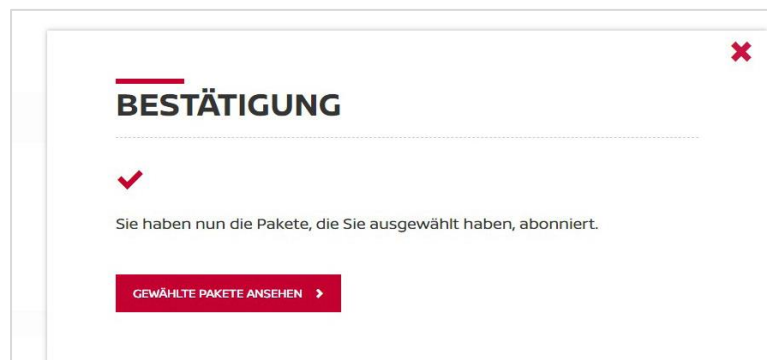 BESTÄTIGUNG
Sie haben nun die Pakete, die Sie ausgewählt haben, abonniert.
GEWÄHLTE PAKETE ANSEHEN